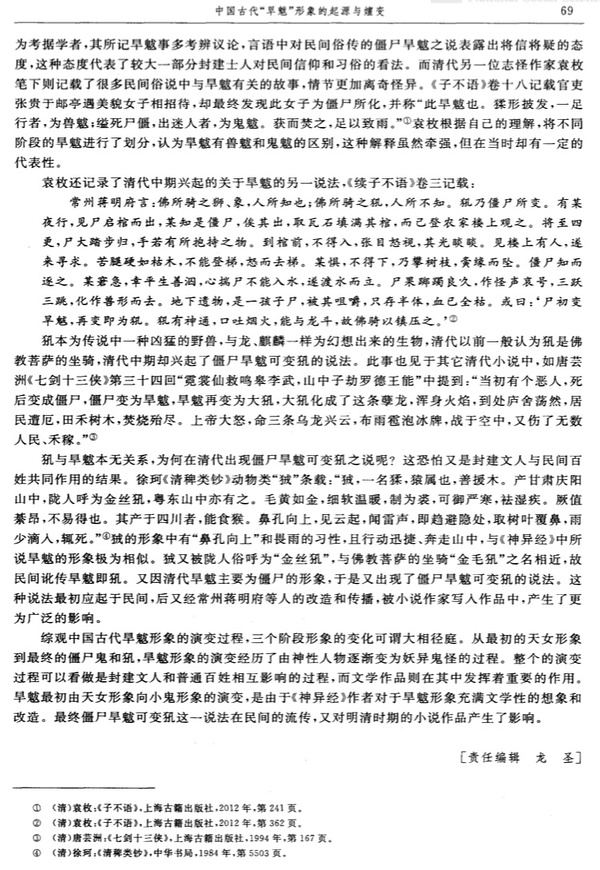 中国古代“旱魃”形象的起源与嬗变
69
为考据学者，其所记旱魃事多考辨议论，言语中对民间俗传的僵尸旱魃之说表露出将信将疑的态
度，这种态度代表了较大一部分封建士人对民间信仰和习俗的看法。而清代另一位志怪作家袁枚
笔下则记载了很多民间俗说中与旱魃有关的故事，情节更加离奇怪异。《子不语》卷十八记载官吏
张贵于邮亭遇美貌女子相招待，却最终发现此女子为僵尸所化，并称“此旱魃也。猱形披发，一足
行者，为兽魃；缢死尸僵，出迷人者，为鬼魃。获而焚之，足以致雨。”①袁枚根据自己的理解，将不同
阶段的旱魃进行了划分，认为旱魃有兽魃和鬼魃的区别，这种解释虽然牵强，但在当时却有一定的
代表性。
袁枚还记录了清代中期兴起的关于旱魃的另一说法，《续子不语》卷三记载：
常州蒋明府言：佛所骑之狮、象，人所知也；佛所骑之犼，人所不知。犼乃僵尸所变。有某
夜行，见尸启棺而出，某知是僵尸，俟其出，取瓦石填满其棺，而己登农家楼上观之。将至四
更，尸大踏步归，手若有所抱持之物。到棺前，不得入，张目怒视，其光睒睒。见楼上有人，遂
来寻求。苦腿硬如枯木，不能登梯，怒而去梯。某惧，不得下，乃攀树枝，夤缘而坠。僵尸知而
逐之。某窘急，幸平生善泅，心揣尸不能入水，遂渡水而立。尸果踯躅良久，作怪声哀号，三跃
三跳，化作兽形而去。地下遗物，是一孩子尸，被其咀嚼，只存半体，血已全枯。或曰：‘尸初变
旱魃，再变即为犼。犼有神通，口吐烟火，能与龙斗，故佛骑以镇压之。’②
犼本为传说中一种凶猛的野兽，与龙、麒麟一样为幻想出来的生物，清代以前一般认为犼是佛
教菩萨的坐骑，清代中期却兴起了僵尸旱魃可变犼的说法。此事也见于其它清代小说中，如唐芸
洲《七剑十三侠》第三十四回“霓裳仙救鸣皋李武，山中子劫罗德王能”中提到：“当初有个恶人，死
后变成僵尸，僵尸变为旱魃，旱魃再变为大犼，大犼化成了这条孽龙，浑身火焰，到处庐舍荡然，居
民遭厄，田禾树木，焚烧殆尽。上帝大怒，命三条乌龙兴云，布雨雹泡冰牌，战于空中，又伤了无数
人民、禾稼。”③
犼与旱魃本无关系，为何在清代出现僵尸旱魃可变犼之说呢？这恐怕又是封建文人与民间百
姓共同作用的结果。徐珂《清稗类钞》动物类“狨”条载：“狨，一名猱，猿属也，善援木。产甘肃庆阳
山中，陇人呼为金丝犼，粤东山中亦有之。毛黄如金，细软温暖，制为裘，可御严寒，祛湿疾。厥值
綦昂，不易得也。其产于四川者，能食猴。鼻孔向上，见云起，闻雷声，即趋避隐处，取树叶覆鼻，雨
少滴人，辄死。”④狨的形象中有“鼻孔向上”和畏雨的习性，且行动迅捷、奔走山中，与《神异经》中所
说旱魃的形象极为相似。狨又被陇人俗呼为“金丝犼”，与佛教菩萨的坐骑“金毛犼”之名相近，故
民间讹传旱魃即犼。又因清代旱魃主要为僵尸的形象，于是又出现了僵尸旱魃可变犼的说法。这
种说法最初应起于民间，后又经常州蒋明府等人的改造和传播，被小说作家写入作品中，产生了更
为广泛的影响。
综观中国古代旱魃形象的演变过程，三个阶段形象的变化可谓大相径庭。从最初的天女形象
到最终的僵尸鬼和犼，旱魃形象的演变经历了由神性人物逐渐变为妖异鬼怪的过程。整个的演变
过程可以看做是封建文人和普通百姓相互影响的过程，而文学作品则在其中发挥着重要的作用。
旱魃最初由天女形象向小鬼形象的演变，是由于《神异经》作者对于旱魃形象充满文学性的想象和
改造。最终僵尸旱魃可变犼这一说法在民间的流传，又对明清时期的小说作品产生了影响。
［责任编辑　龙　圣］
①　（清）袁枚：《子不语》，上海古籍出版社，2012年，第241页。
②　（清）袁枚：《子不语》，上海古籍出版社，2012年，第362页。
③　（清）唐芸洲：《七剑十三侠》，上海古籍出版社，1994年，第167页。
④　（清）徐珂：《清稗类钞》，中华书局，1984年，第5503页。